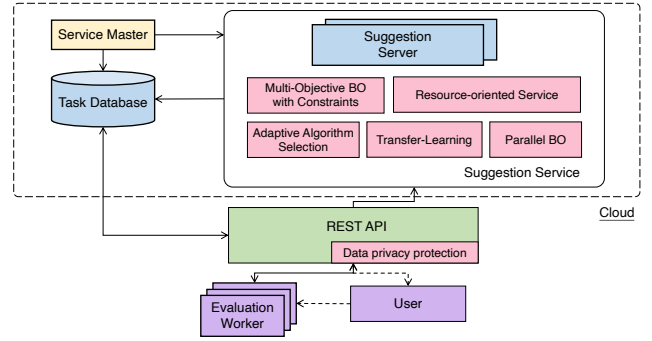 Service Master
Task Database
Suggestion
Server
Multi-Objective BO
with Constraints
Resource-oriented Service
Adaptive Algorithm
Selection
Transfer-Learning
Parallel BO
Suggestion Service
Cloud
REST API
Data privacy protection
Evaluation
Worker
User